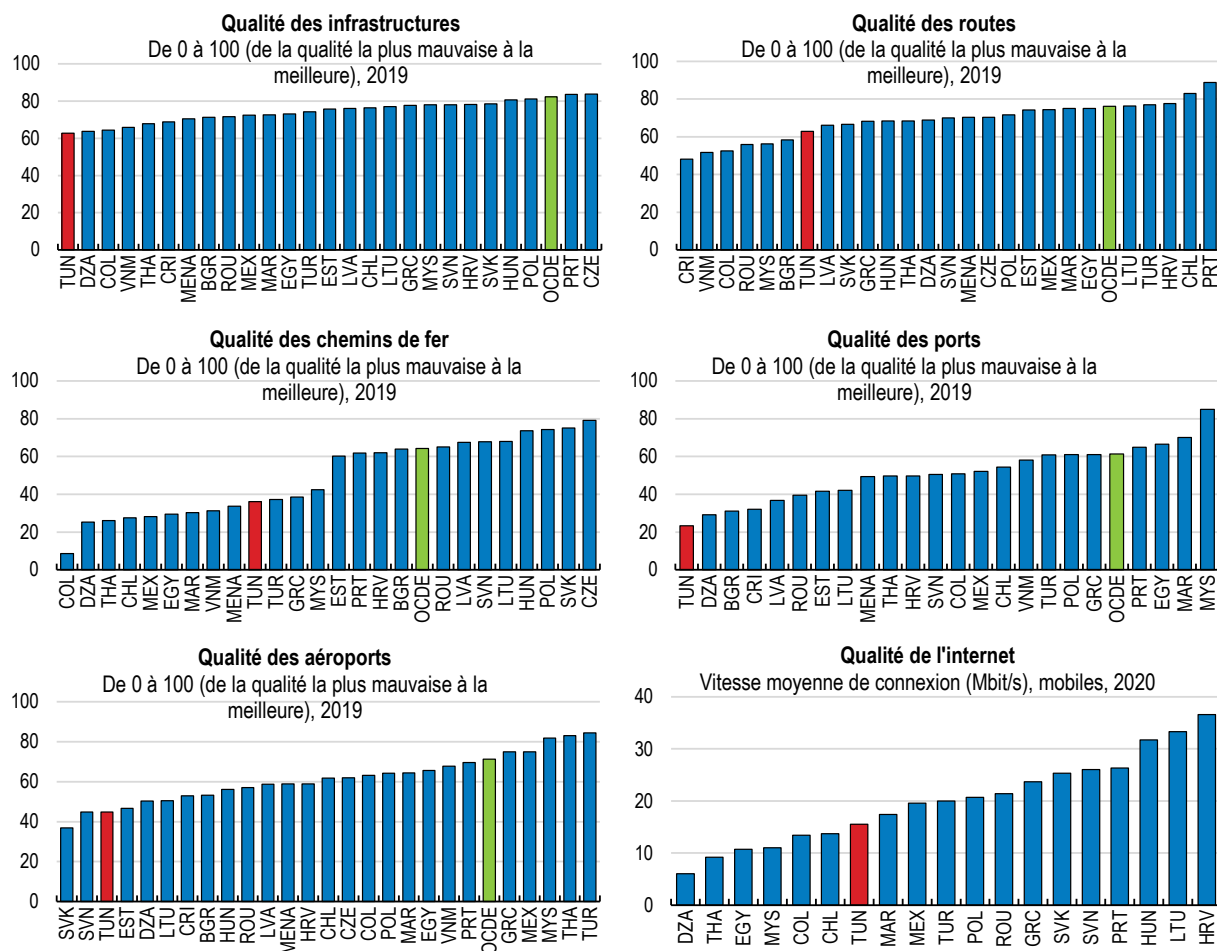 Qualité des infrastructures
De 0 à 100 (de la qualité la plus mauvaise à la
meilleure), 2019
100
80
60
40
20
0
TUN DZA COL VNM THA CRI MENA BGR ROU MEX MAR EGY TUR EST LVA CHL LTU GRC MYS SVN HRV SVK HUN POL OCDE PRT CZE
Qualité des routes
De 0 à 100 (de la qualité la plus mauvaise à la
meilleure), 2019
100
80
60
40
20
0
CRI VNM COL ROU MYS BGR TUN LVA SVK GRC HUN THA DZA SVN MENA CZE POL EST MEX MAR EGY OCDE LTU TUR HRV CHL PRT
Qualité des chemins de fer
De 0 à 100 (de la qualité la plus mauvaise à la
meilleure), 2019
100
80
60
40
20
0
COL DZA THA CHL MEX EGY MAR VNM MENA TUN TUR GRC MYS EST PRT HRV BGR OCDE ROU LVA SVN LTU HUN POL SVK CZE
Qualité des ports
De 0 à 100 (de la qualité la plus mauvaise à la
meilleure), 2019
100
80
60
40
20
0
TUN DZA BGR CRI LVA ROU EST LTU MENA THA HRV SVN COL MEX CHL VNM TUR POL GRC OCDE PRT EGY MAR MYS
Qualité des aéroports
De 0 à 100 (de la qualité la plus mauvaise à la
meilleure), 2019
100
80
60
40
20
0
SVK SVN TUN EST DZA LTU CRI BGR HUN ROU LVA MENA HRV CHL CZE COL POL MAR EGY VNM PRT OCDE GRC MEX MYS THA TUR
Qualité de l'internet
Vitesse moyenne de connexion (Mbit/s), mobiles, 2020
40
30
20
10
0
DZA THA EGY MYS COL CHL TUN MAR MEX TUR POL ROU GRC SVK SVN PRT HUN LTU HRV